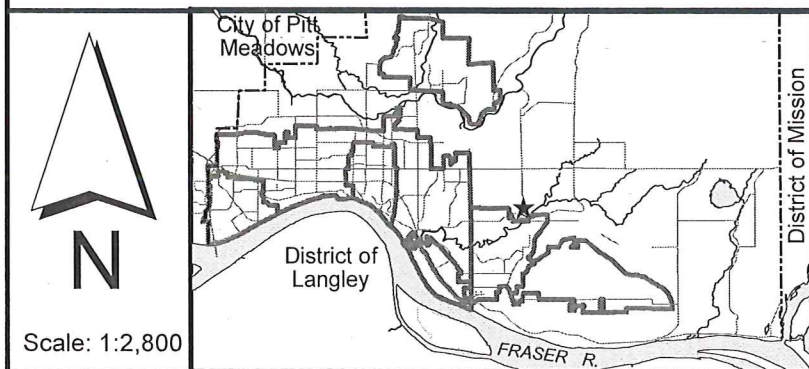 City of Pitt
Meadows
District of Mission
District of
Langley
N
Scale: 1:2,800
FRASER R.